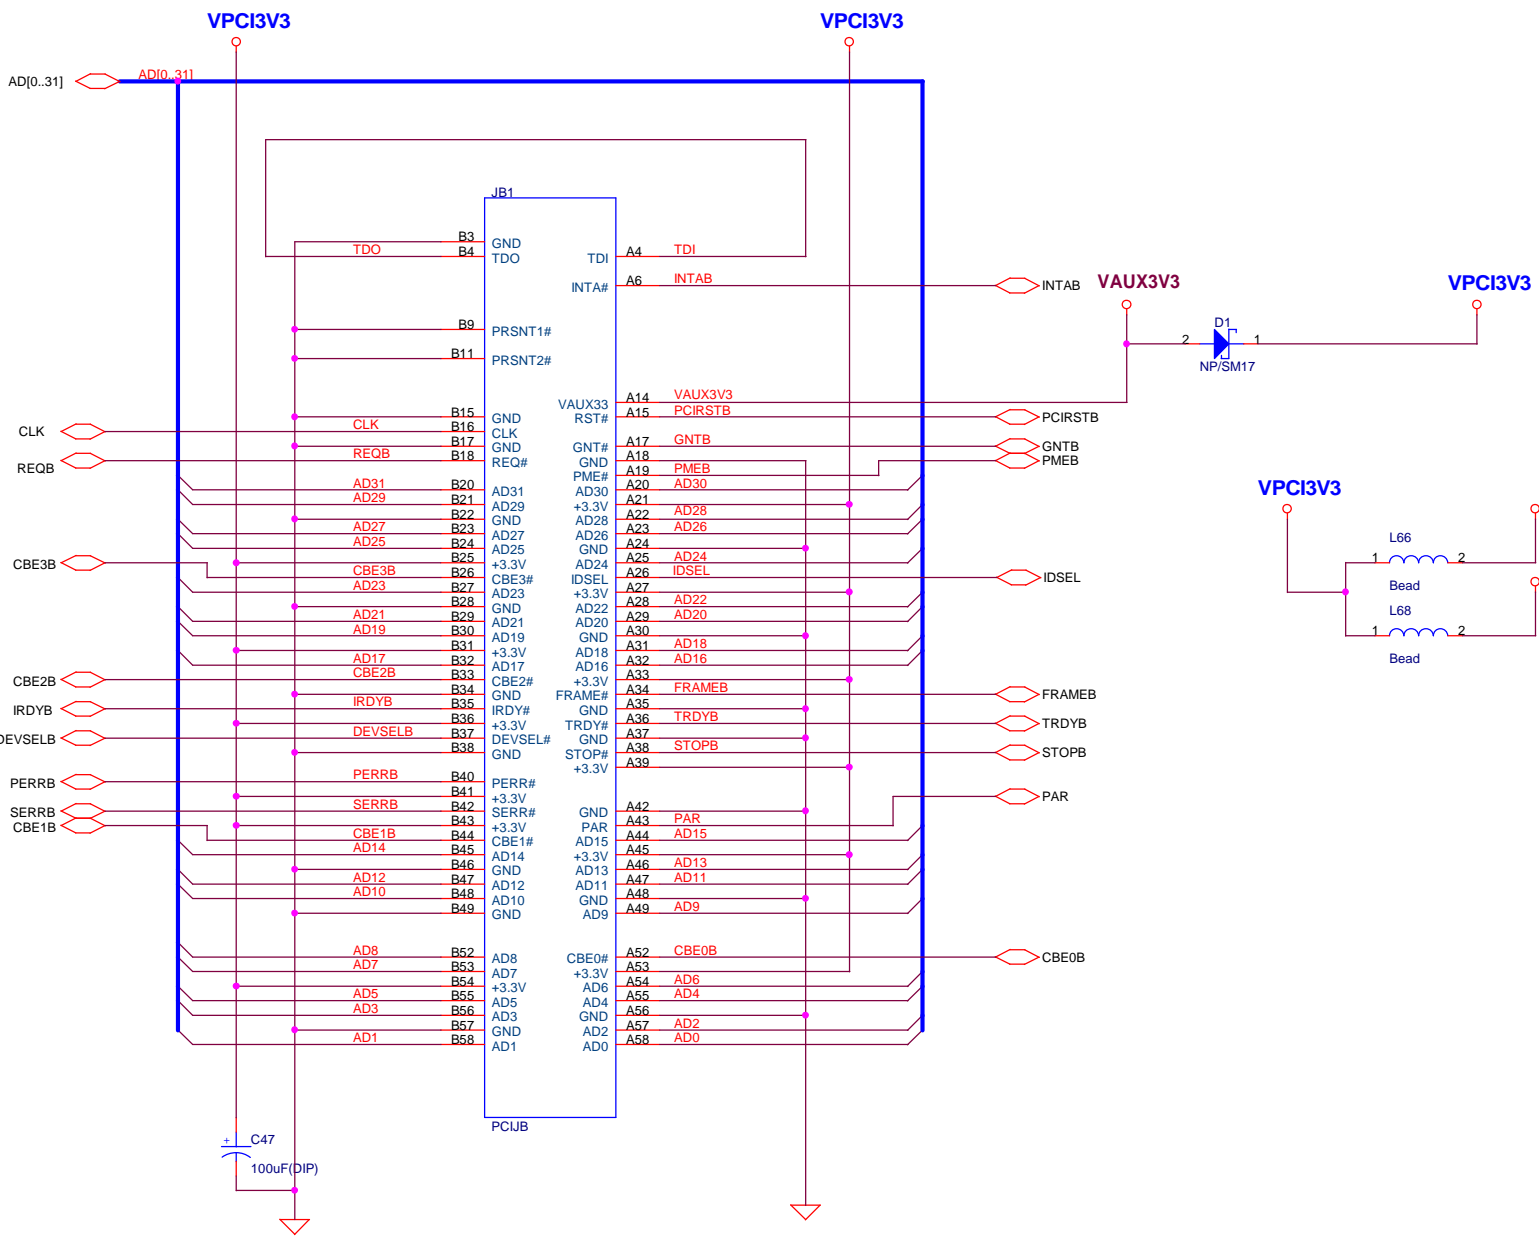 VPCI3V3 VPCI3V3
AD[0..31] AD[0..31]
JB1
B3 GND
TDO B4 TDO TDI A4 TDI
INTA# A6 INTAB INTAB VAUX3V3 VPCI3V3
B9 PRSNT1# D1
2 1
B11 PRSNT2# NP/SM17
VAUX33 A14 VAUX3V3
B15 GND RST# A15 PCIRSTB PCIRSTB
CLK CLK B16 CLK
B17 GND GNT# A17 GNTB GNTB
REQB REQB B18 REQ# GND A18 PMEB
PME# A19 PMEB
AD31 B20 AD31 AD30 A20 AD30 VPCI3V3
AD29 B21 AD29 +3.3V A21
B22 GND AD28 A22 AD28
AD27 B23 AD27 AD26 A23 AD26
AD25 B24 AD25 GND A24 L66
CBE3B B25 +3.3V AD24 A25 AD24 1 2
CBE3B B26 CBE3# IDSEL A26 IDSEL IDSEL
AD23 B27 AD23 +3.3V A27 Bead
B28 GND AD22 A28 AD22 L68
AD21 B29 AD21 AD20 A29 AD20
AD19 B30 AD19 GND A30 1 2
B31 +3.3V AD18 A31 AD18
AD17 B32 AD17 AD16 A32 AD16 Bead
CBE2B CBE2B B33 CBE2# +3.3V A33
B34 GND FRAME# A34 FRAMEB FRAMEB
IRDYB IRDYB B35 IRDY# GND A35
B36 +3.3V TRDY# A36 TRDYB TRDYB
DEVSELB DEVSELB B37 DEVSEL# GND A37
B38 GND STOP# A38 STOPB STOPB
+3.3V A39
PERRB PERRB B40 PERR#
B41 +3.3V PAR
SERRB SERRB B42 SERR# GND A42
CBE1B B43 +3.3V PAR A43 PAR
CBE1B B44 CBE1# AD15 A44 AD15
AD14 B45 AD14 +3.3V A45
B46 GND AD13 A46 AD13
AD12 B47 AD12 AD11 A47 AD11
AD10 B48 AD10 GND A48
B49 GND AD9 A49 AD9
AD8 B52 AD8 CBE0# A52 CBE0B CBE0B
AD7 B53 AD7 +3.3V A53
B54 +3.3V AD6 A54 AD6
AD5 B55 AD5 AD4 A55 AD4
AD3 B56 AD3 GND A56
B57 GND AD2 A57 AD2
AD1 B58 AD1 AD0 A58 AD0
PCIJB
+ C47
100uF(DIP)